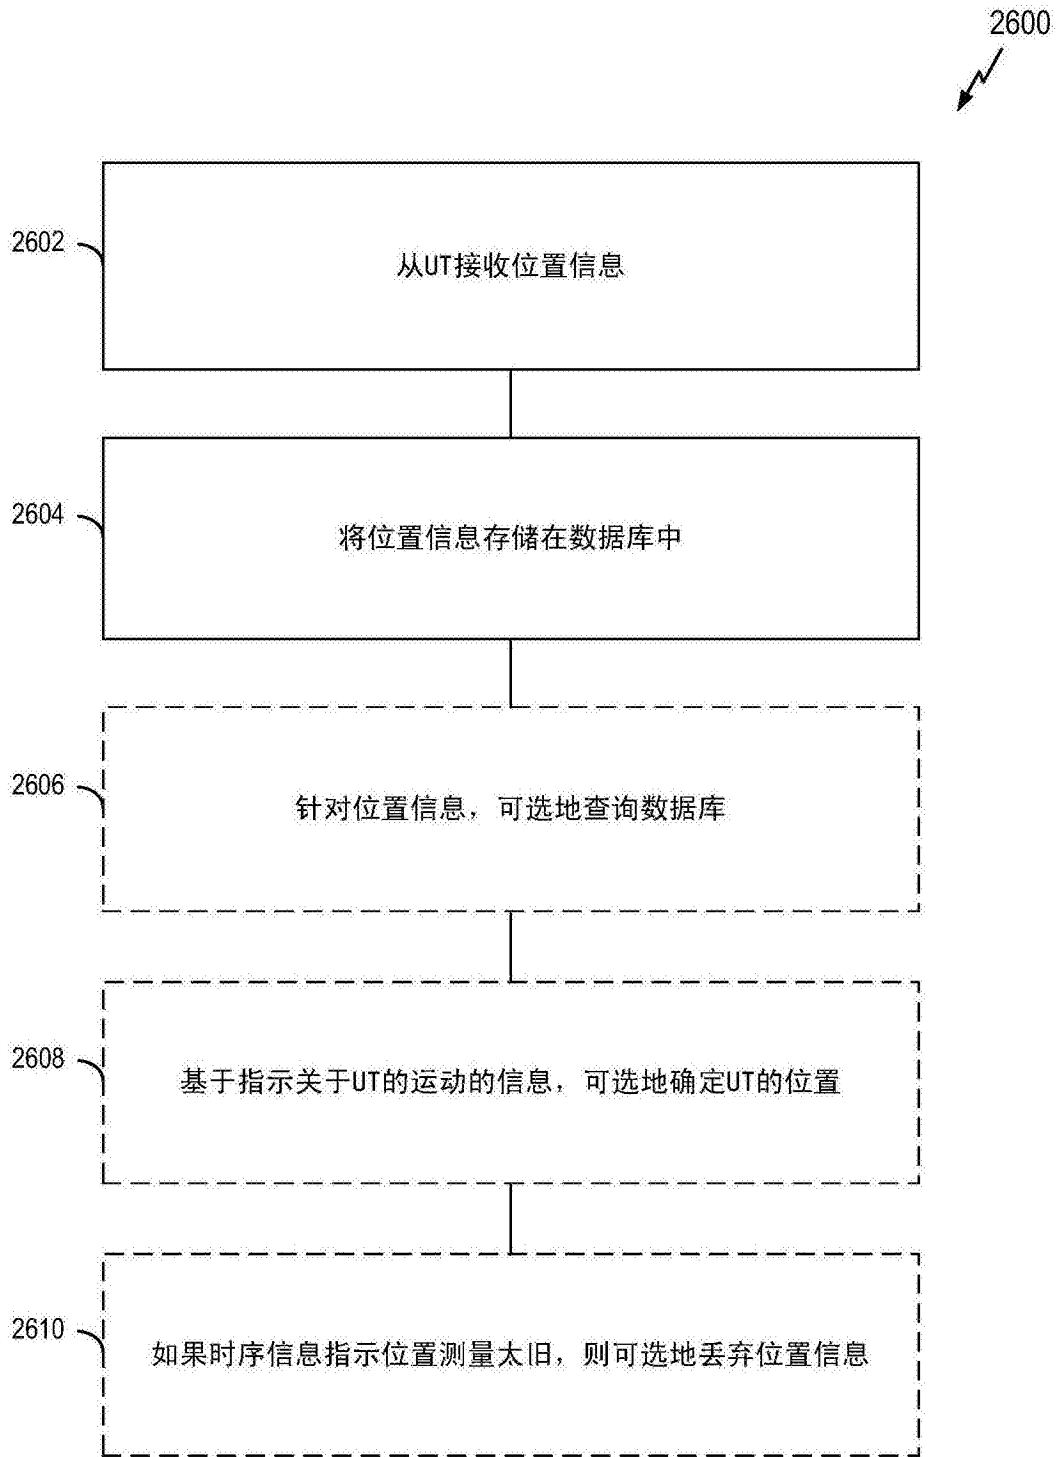 2600
2602
从UT接收位置信息
2604
将位置信息存储在数据库中
2606
针对位置信息，可选地查询数据库
2608
基于指示关于UT的运动的信息，可选地确定UT的位置
2610
如果时序信息指示位置测量太旧，则可选地丢弃位置信息